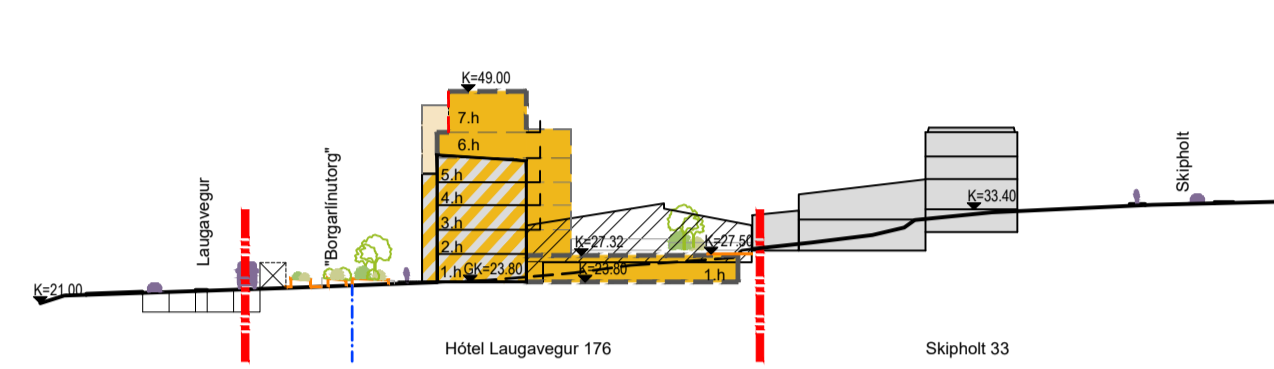 K=49.00
7.h
6.h
5.h
4.h
3.h
2.h
1.h
GK=23.80
K=23.80
K=27.32
K=27.50
1.h
K=33.40
K=21.00
Laugavegur
"Borgarlínutorg"
Skipholt
Hótel Laugavegur 176
Skipholt 33